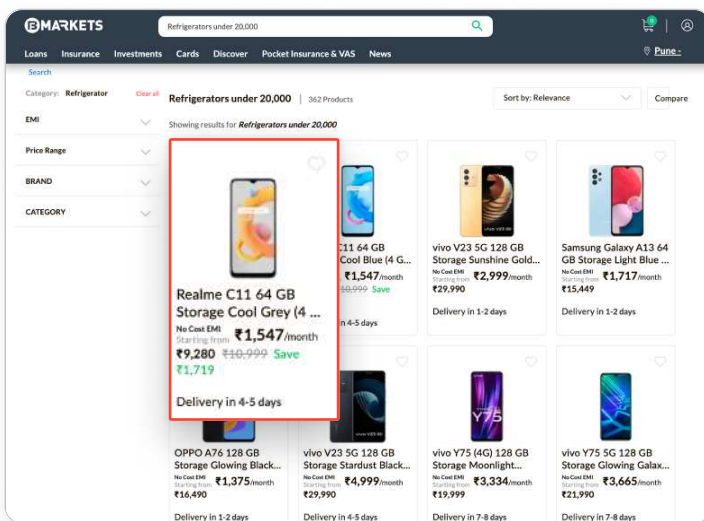 BMARKETS
Refrigerators under 20,000
Loans Insurance Investments Cards Discover Pocket Insurance & VAS News
Pune -
Search
Category: Refrigerator Clear all
EMI
Price Range
BRAND
CATEGORY
Refrigerators under 20,000 | 362 Products
Sort by: Relevance
Compare
Showing results for Refrigerators under 20,000
Realme C11 64 GB
Storage Cool Grey (4 ...
No Cost EMI
Starting from ₹1,547/month
₹9,280 ₹10,999 Save
₹1,719
Delivery in 4-5 days
C11 64 GB
Cool Blue (4 G...
₹1,547/month
₹10,999 Save
in 4-5 days
vivo V23 5G 128 GB
Storage Sunshine Gold...
No Cost EMI
Starting from ₹2,999/month
₹29,990
Delivery in 1-2 days
Samsung Galaxy A13 64
GB Storage Light Blue ...
No Cost EMI
Starting from ₹1,717/month
₹15,449
Delivery in 1-2 days
OPPO A76 128 GB
Storage Glowing Black...
No Cost EMI
Starting from ₹1,375/month
₹16,490
Delivery in 1-2 days
vivo V23 5G 128 GB
Storage Stardust Black...
No Cost EMI
Starting from ₹4,999/month
₹29,990
Delivery in 4-5 days
Y75
vivo Y75 (4G) 128 GB
Storage Moonlight...
No Cost EMI
Starting from ₹3,334/month
₹19,999
Delivery in 7-8 days
vivo Y75 5G 128 GB
Storage Glowing Galax...
No Cost EMI
Starting from ₹3,665/month
₹21,990
Delivery in 7-8 days